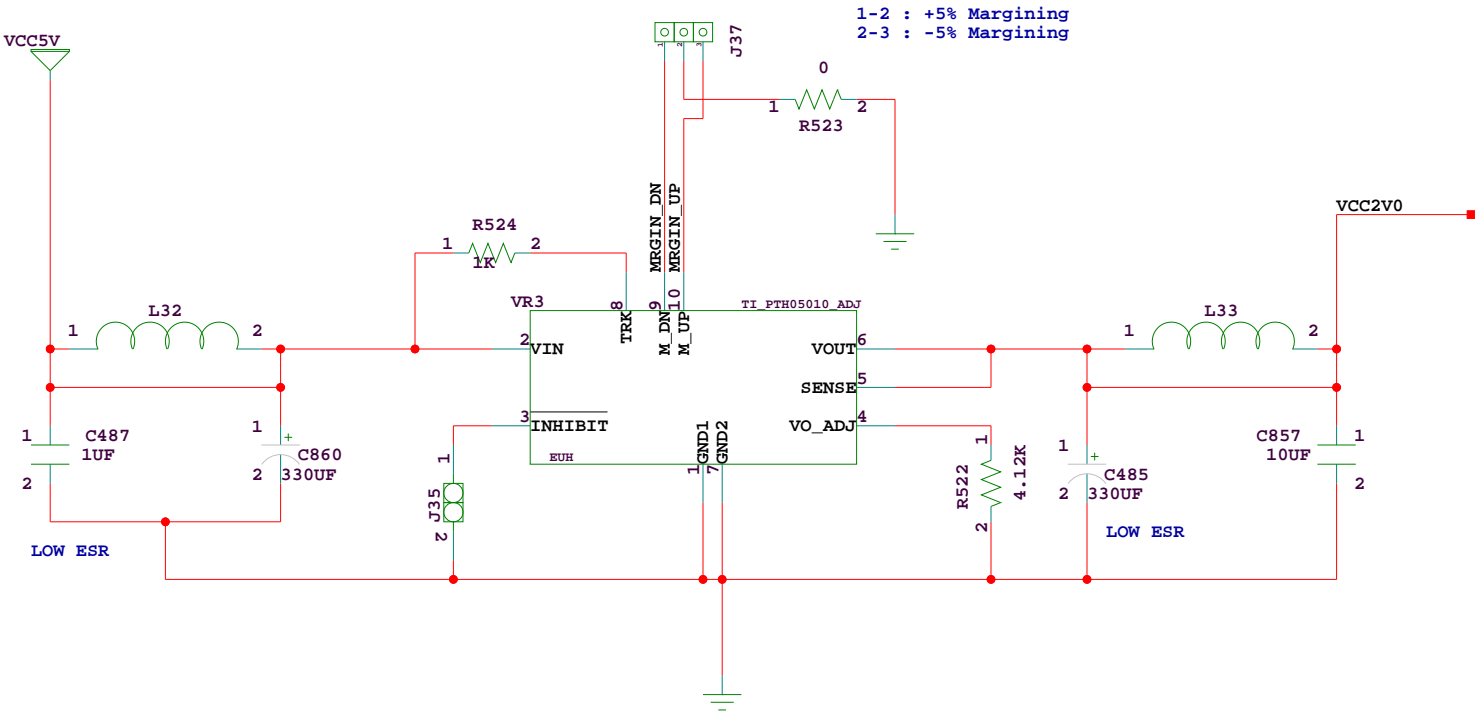 1-2 : +5% Margining
2-3 : -5% Margining
VCC5V
J37
1
2
3
0
1
2
R523
MRGIN_DN
MRGIN_UP
VCC2V0
R524
1
2
1K
VR3
8
9
10
TI_PTH05010_ADJ
L32
1
2
L33
1
2
TRK
M_DN
M_UP
2
VIN
VOUT
6
SENSE
5
3
INHIBIT
VO_ADJ
4
EUH
GND1
GND2
1
7
1
C487
1UF
2
1
C860
2
330UF
1
J35
2
1
R522
4.12K
2
1
C485
2
330UF
C857
1
10UF
2
LOW ESR
LOW ESR